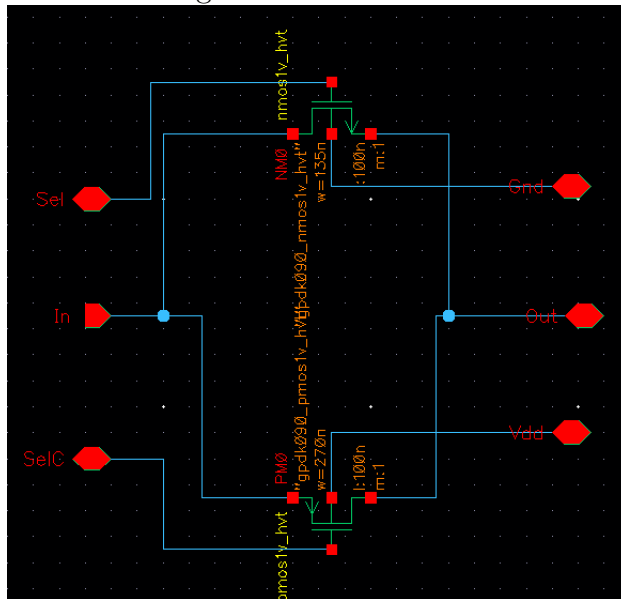 nmos1v_hvt
NM0
"gpdk090_nmos1v_hvt"
w=135n
l:100n
m:1
Sel
Gnd
In
Out
SelC
Vdd
PM0
"gpdk090_pmos1v_hvt"
w=270n
l:100n
m:1
pmos1v_hvt